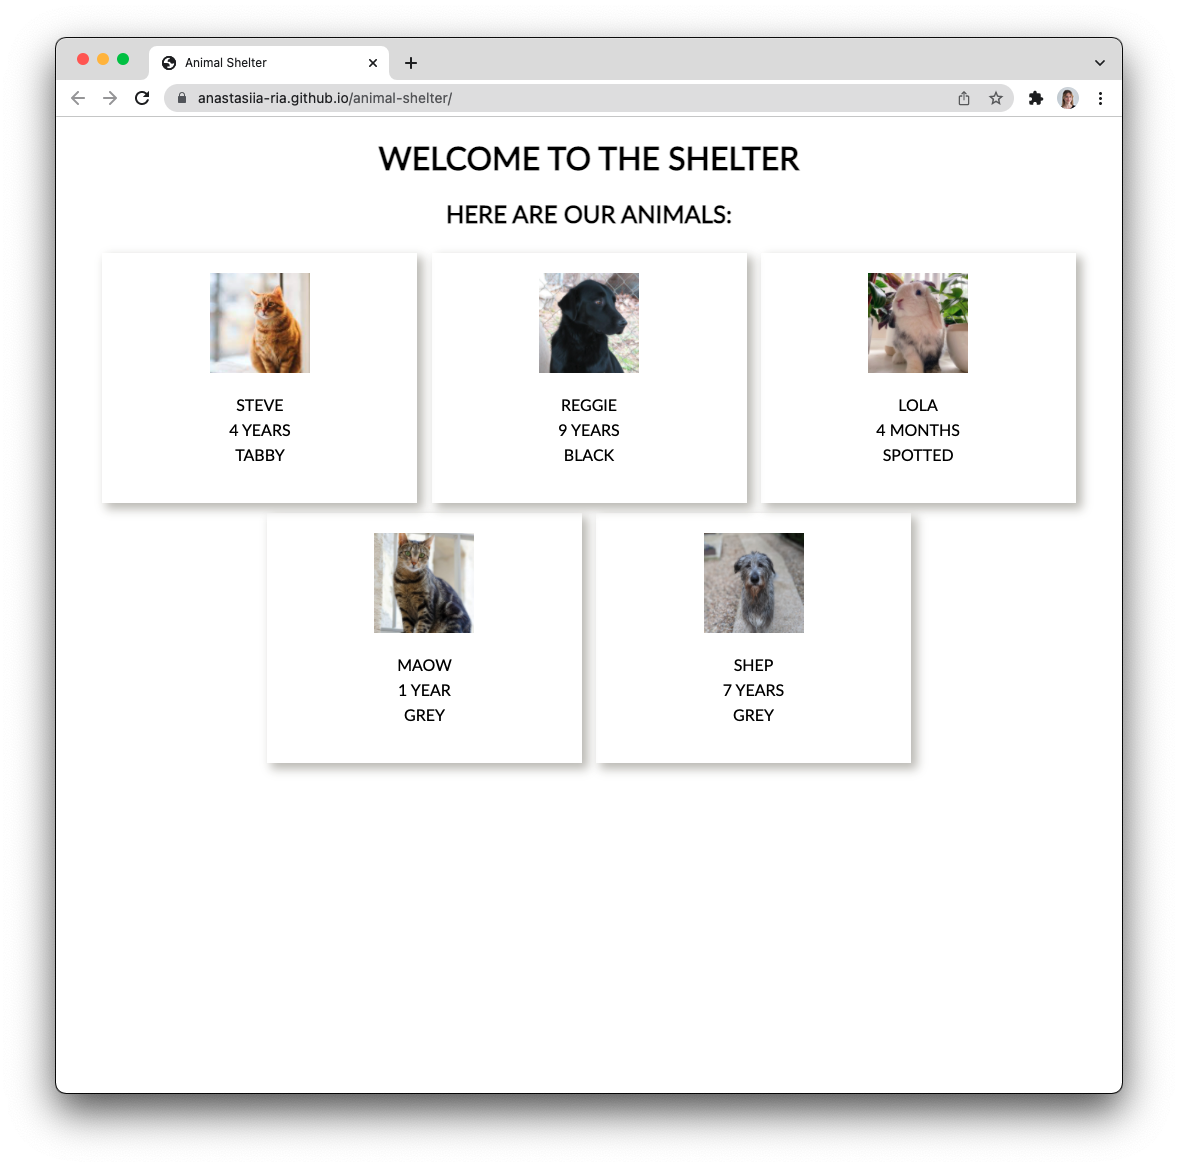 Animal Shelter
anastasiia-ria.github.io/animal-shelter/
WELCOME TO THE SHELTER
HERE ARE OUR ANIMALS:
STEVE
4 YEARS
TABBY
REGGIE
9 YEARS
BLACK
LOLA
4 MONTHS
SPOTTED
MAOW
1 YEAR
GREY
SHEP
7 YEARS
GREY